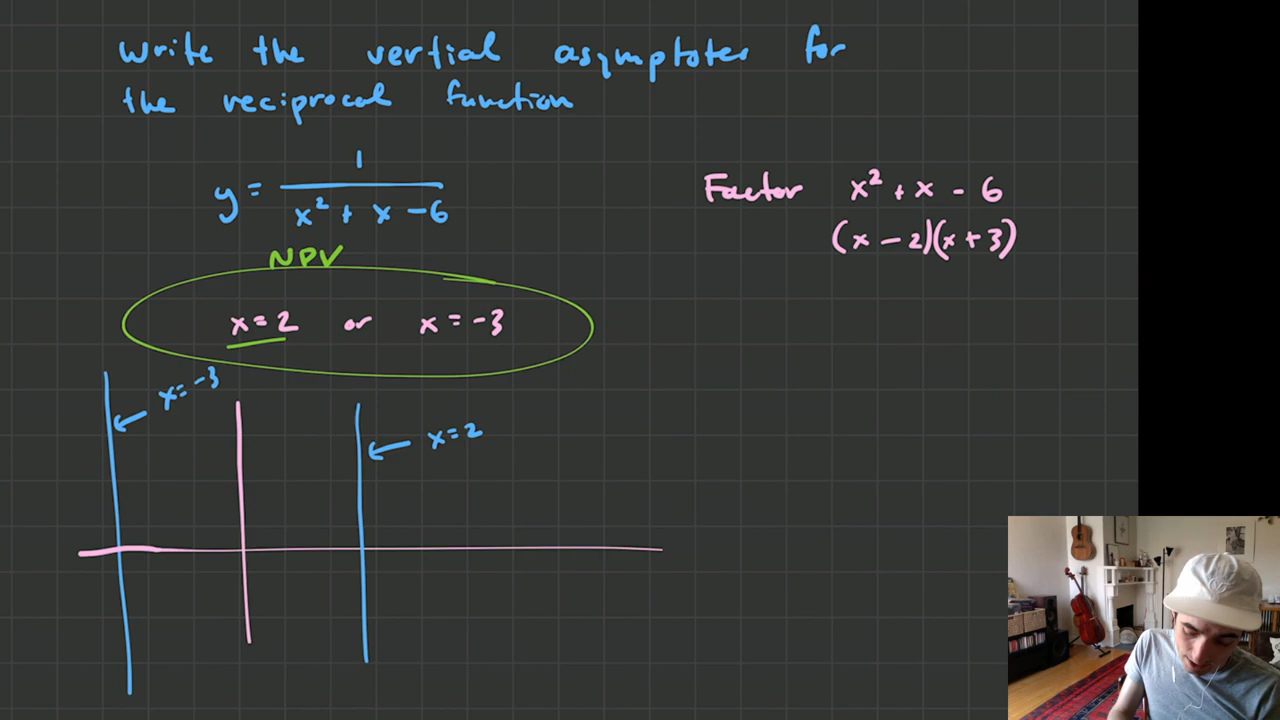 Write the vertial asymptotes for
the reciprocal function
y = 1 / (x² + x - 6)
Factor x² + x - 6
(x - 2)(x + 3)
NPV
x = 2 or x = -3
x = -3
x = 2